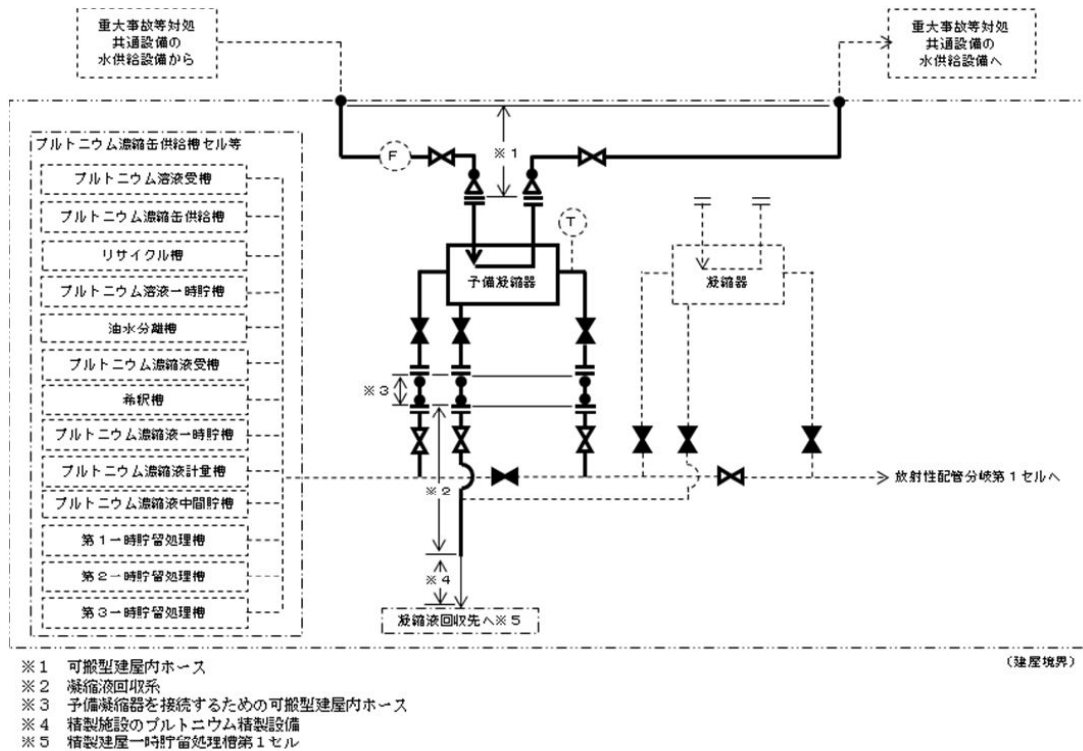 重大事故等対処
共通設備の
水供給設備から
重大事故等対処
共通設備の
水供給設備へ
プルトニウム濃縮缶供給槽セル等
プルトニウム溶液受槽
プルトニウム濃縮缶供給槽
リサイクル槽
プルトニウム溶液一時貯槽
油水分離槽
プルトニウム濃縮液受槽
希釈槽
プルトニウム濃縮液一時貯槽
プルトニウム濃縮液計量槽
プルトニウム濃縮液中間貯槽
第1一時貯留処理槽
第2一時貯留処理槽
第3一時貯留処理槽
F
※1
T
予備凝縮器
凝縮器
※3
※2
※4
放射性配管分岐第1セルへ
凝縮液回収先へ※5
(建屋境界)
※1 可搬型建屋内ホース
※2 凝縮液回収系
※3 予備凝縮器を接続するための可搬型建屋内ホース
※4 精製施設のプルトニウム精製設備
※5 精製建屋一時貯留処理槽第1セル